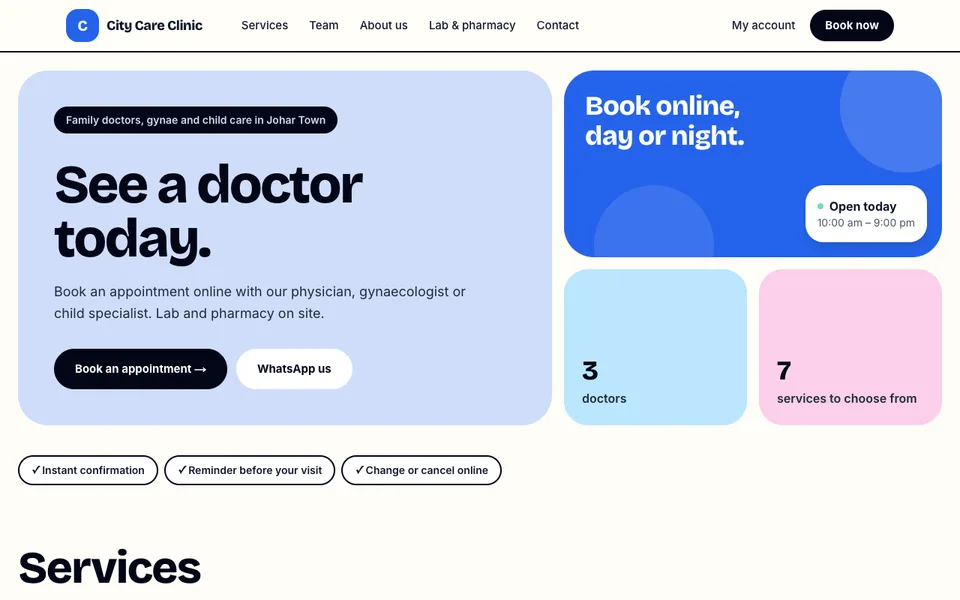 C
City Care Clinic
Services
Team
About us
Lab & pharmacy
Contact
My account
Book now
Family doctors, gynae and child care in Johar Town
See a doctor
today.
Book an appointment online with our physician, gynaecologist or
child specialist. Lab and pharmacy on site.
Book an appointment →
WhatsApp us
Book online,
day or night.
Open today
10:00 am – 9:00 pm
3
doctors
7
services to choose from
✓ Instant confirmation
✓ Reminder before your visit
✓ Change or cancel online
Services